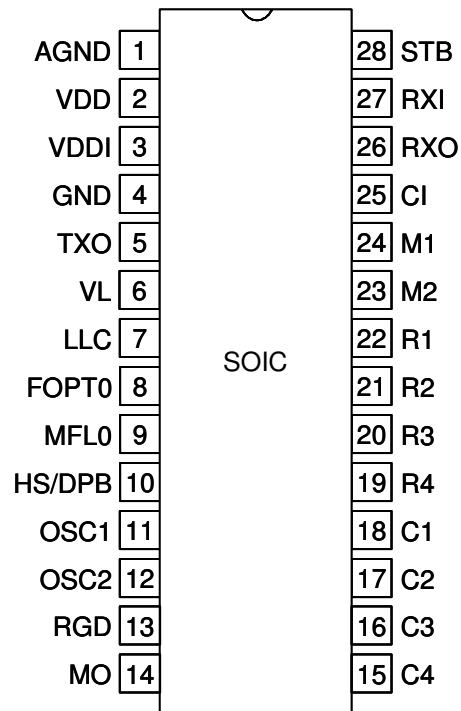 AGND 1 28 STB
VDD 2 27 RXI
VDDI 3 26 RXO
GND 4 25 CI
TXO 5 24 M1
VL 6 23 M2
LLC 7 22 R1
SOIC
FOPT0 8 21 R2
MFL0 9 20 R3
HS/DPB 10 19 R4
OSC1 11 18 C1
OSC2 12 17 C2
RGD 13 16 C3
MO 14 15 C4